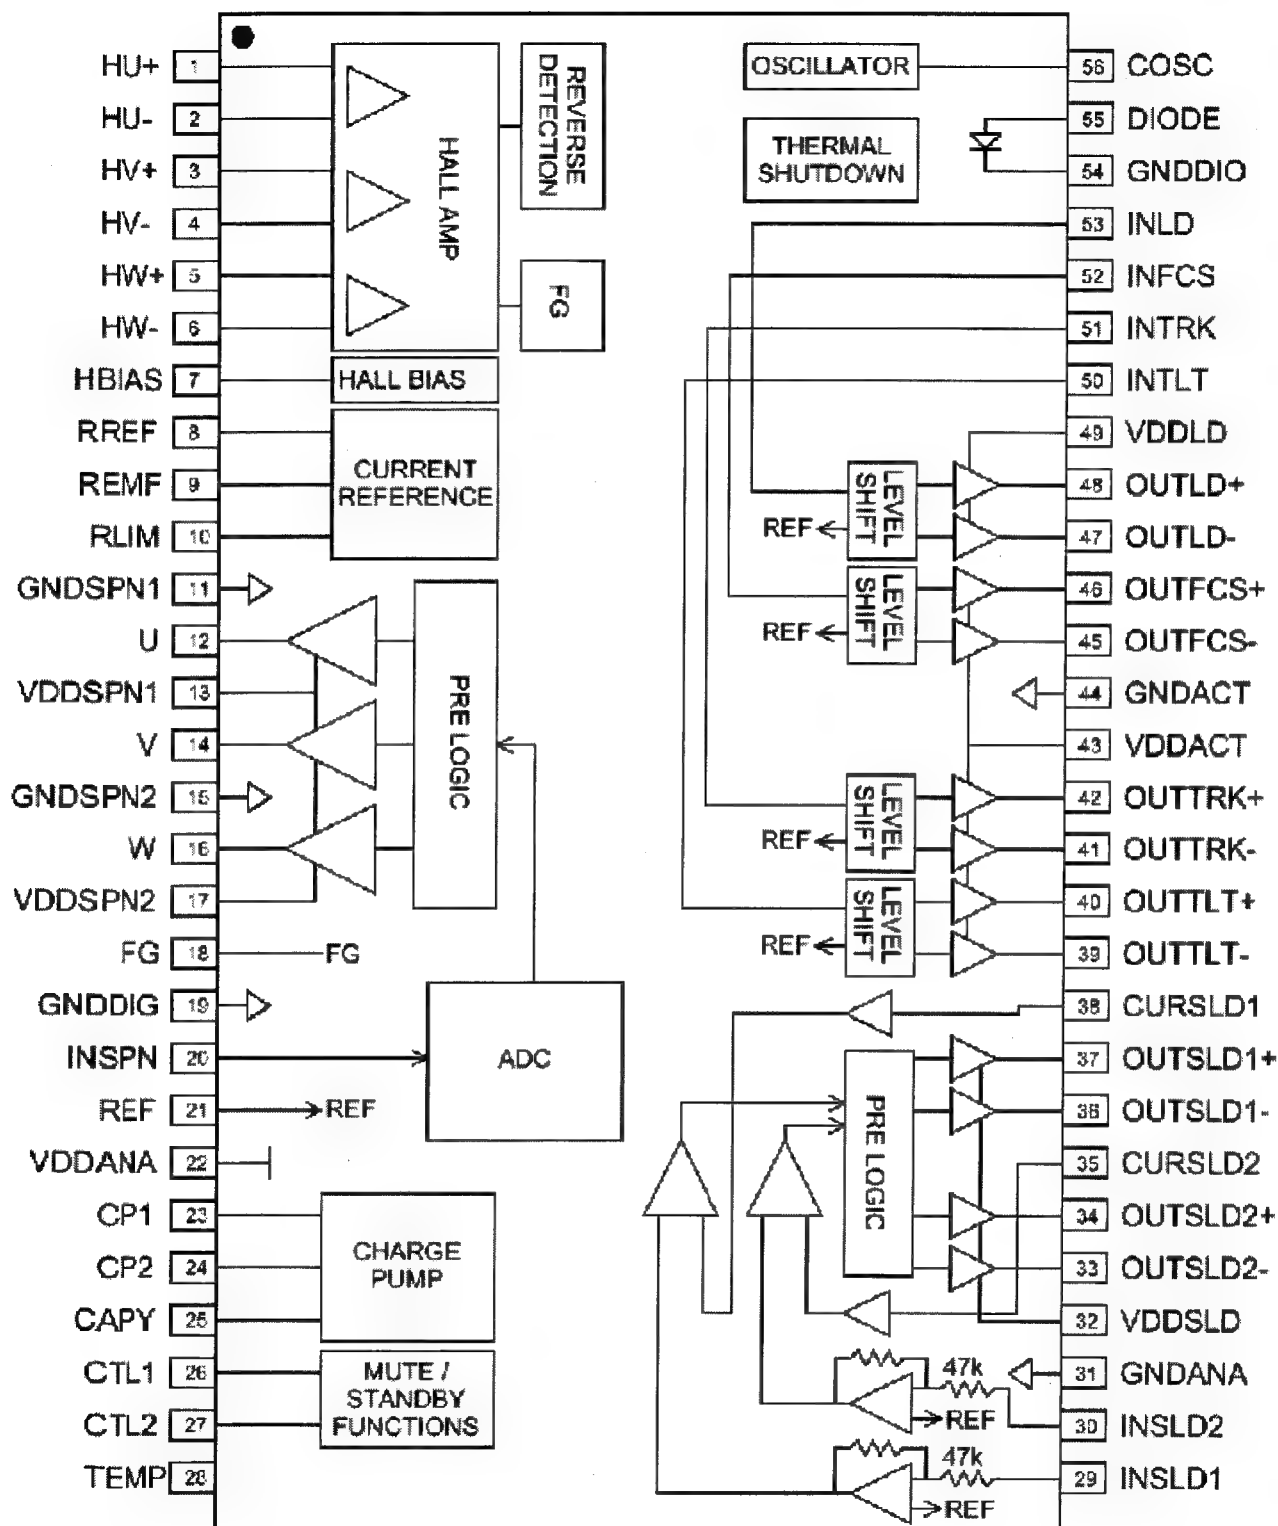 HU+ 1
HU- 2
HV+ 3
HV- 4
HW+ 5
HW- 6
HBIAS 7
RREF 8
REMF 9
RLIM 10
GNDSPN1 11
U 12
VDDSPN1 13
V 14
GNDSPN2 15
W 16
VDDSPN2 17
FG 18
GNDDIG 19
INSPN 20
REF 21
VDDANA 22
CP1 23
CP2 24
CAPY 25
CTL1 26
CTL2 27
TEMP 28
HALL AMP
REVERSE
DETECTION
FG
HALL BIAS
CURRENT
REFERENCE
PRE LOGIC
FG
ADC
REF
CHARGE
PUMP
MUTE /
STANDBY
FUNCTIONS
OSCILLATOR
THERMAL
SHUTDOWN
LEVEL
SHIFT
REF
LEVEL
SHIFT
REF
LEVEL
SHIFT
REF
LEVEL
SHIFT
REF
PRE LOGIC
47k
REF
47k
REF
56 COSC
55 DIODE
54 GNDDIO
53 INLD
52 INFCS
51 INTRK
50 INTLT
49 VDDLD
48 OUTLD+
47 OUTLD-
46 OUTFCS+
45 OUTFCS-
44 GNDACT
43 VDDACT
42 OUTTRK+
41 OUTTRK-
40 OUTTLT+
39 OUTTLT-
38 CURSLD1
37 OUTSLD1+
36 OUTSLD1-
35 CURSLD2
34 OUTSLD2+
33 OUTSLD2-
32 VDDSLD
31 GNDANA
30 INSLD2
29 INSLD1